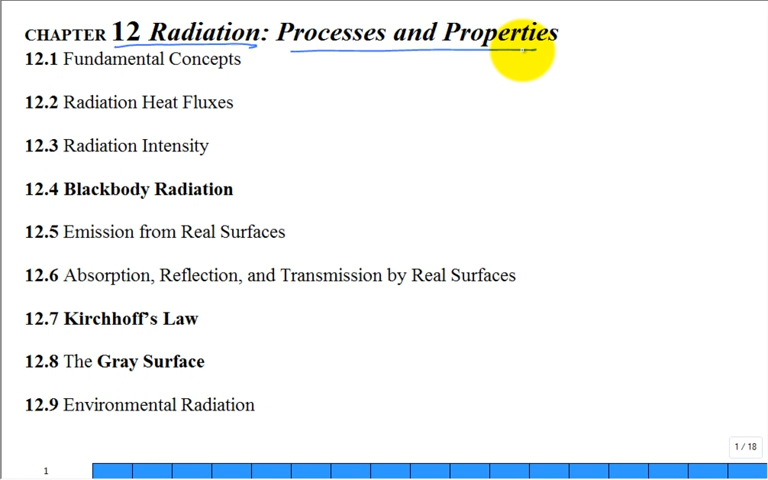 CHAPTER 12 Radiation: Processes and Properties
12.1 Fundamental Concepts
12.2 Radiation Heat Fluxes
12.3 Radiation Intensity
12.4 Blackbody Radiation
12.5 Emission from Real Surfaces
12.6 Absorption, Reflection, and Transmission by Real Surfaces
12.7 Kirchhoff’s Law
12.8 The Gray Surface
12.9 Environmental Radiation
1 / 18
1